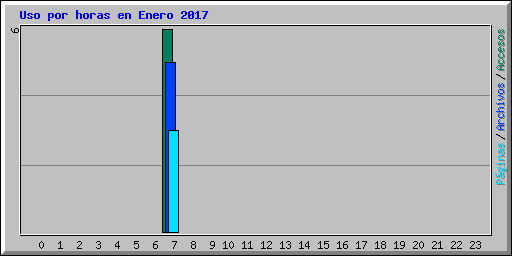 Uso por horas en Enero 2017
6
Páginas / Archivos / Accesos
0 1 2 3 4 5 6 7 8 9 10 11 12 13 14 15 16 17 18 19 20 21 22 23